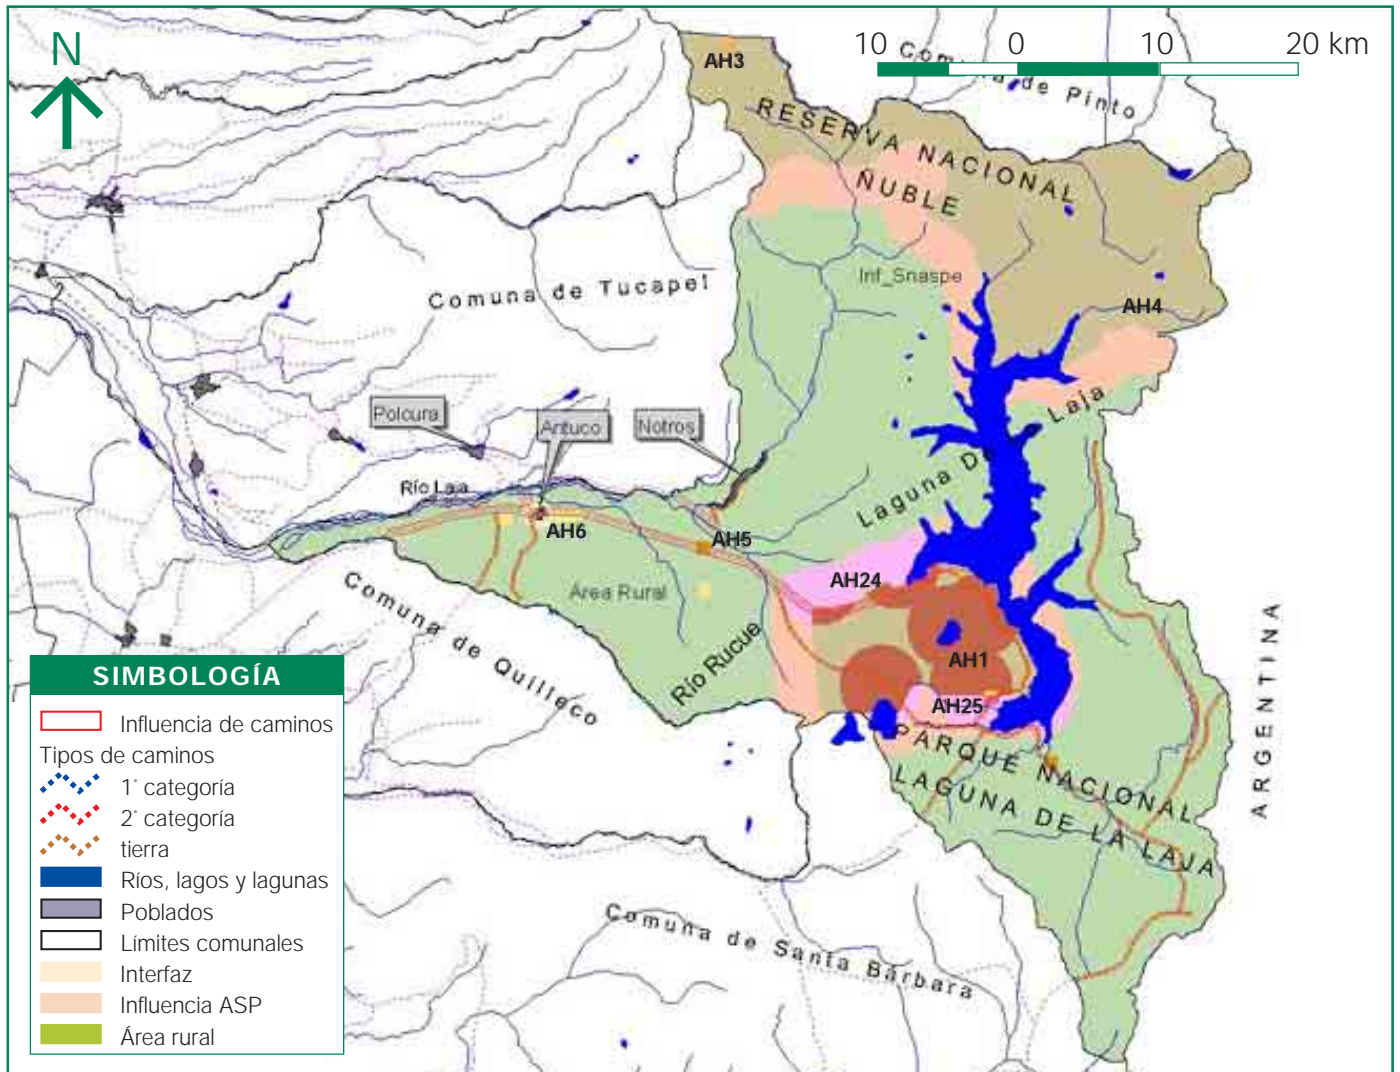 N
10 0 10 20 km
Comuna de Pinto
AH3
RESERVA NACIONAL
ÑUBLE
Inf_Snaspe
AH4
Comuna de Tucapel
Laguna De Laja
Polcura
Antuco
Notros
Río Laja
AH6
AH5
AH24
Área Rural
Río Rucue
AH1
AH25
Comuna de Quilleco
PARQUE NACIONAL
LAGUNA DE LA LAJA
ARGENTINA
Comuna de Santa Bárbara
SIMBOLOGÍA
Influencia de caminos
Tipos de caminos
1° categoría
2° categoría
tierra
Ríos, lagos y lagunas
Poblados
Límites comunales
Interfaz
Influencia ASP
Área rural